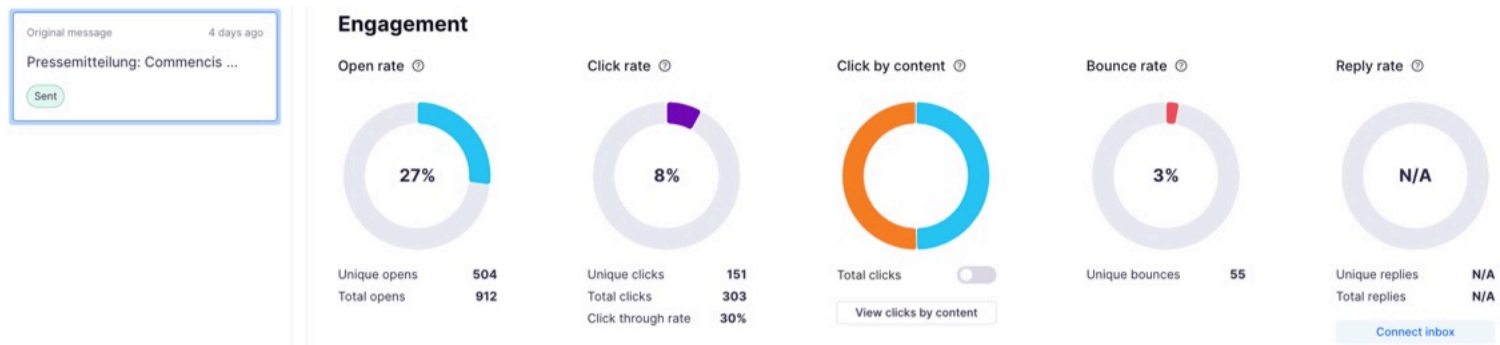 Original message 4 days ago
Pressemitteilung: Commencis ...
Sent
Engagement
Open rate
27%
Unique opens 504
Total opens 912
Click rate
8%
Unique clicks 151
Total clicks 303
Click through rate 30%
Click by content
Total clicks
View clicks by content
Bounce rate
3%
Unique bounces 55
Reply rate
N/A
Unique replies N/A
Total replies N/A
Connect inbox